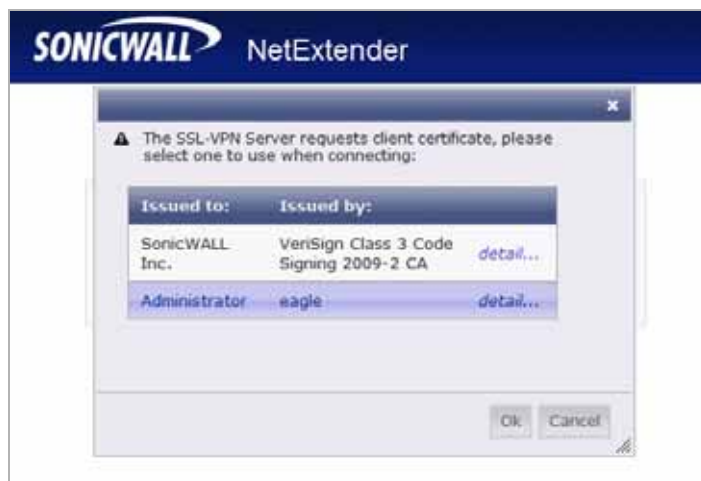 SONICWALL NetExtender
The SSL-VPN Server requests client certificate, please
select one to use when connecting:
Issued to: Issued by:
SonicWALL
Inc.
VeriSign Class 3 Code
Signing 2009-2 CA
detail...
Administrator eagle detail...
Ok Cancel